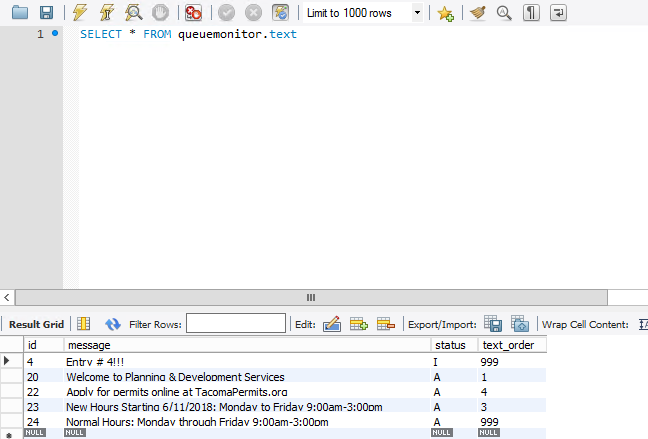 Limit to 1000 rows
1 SELECT * FROM queuemonitor.text
Result Grid Filter Rows: Edit: Export/Import: Wrap Cell Content:
id message status text_order
4 Entry # 4!!! I 999
20 Welcome to Planning & Development Services A 1
22 Apply for permits online at TacomaPermits.org A 4
23 New Hours Starting 6/11/2018: Monday to Friday 9:00am-3:00pm A 3
24 Normal Hours: Monday through Friday 9:00am-3:00pm A 999
NULL NULL NULL NULL